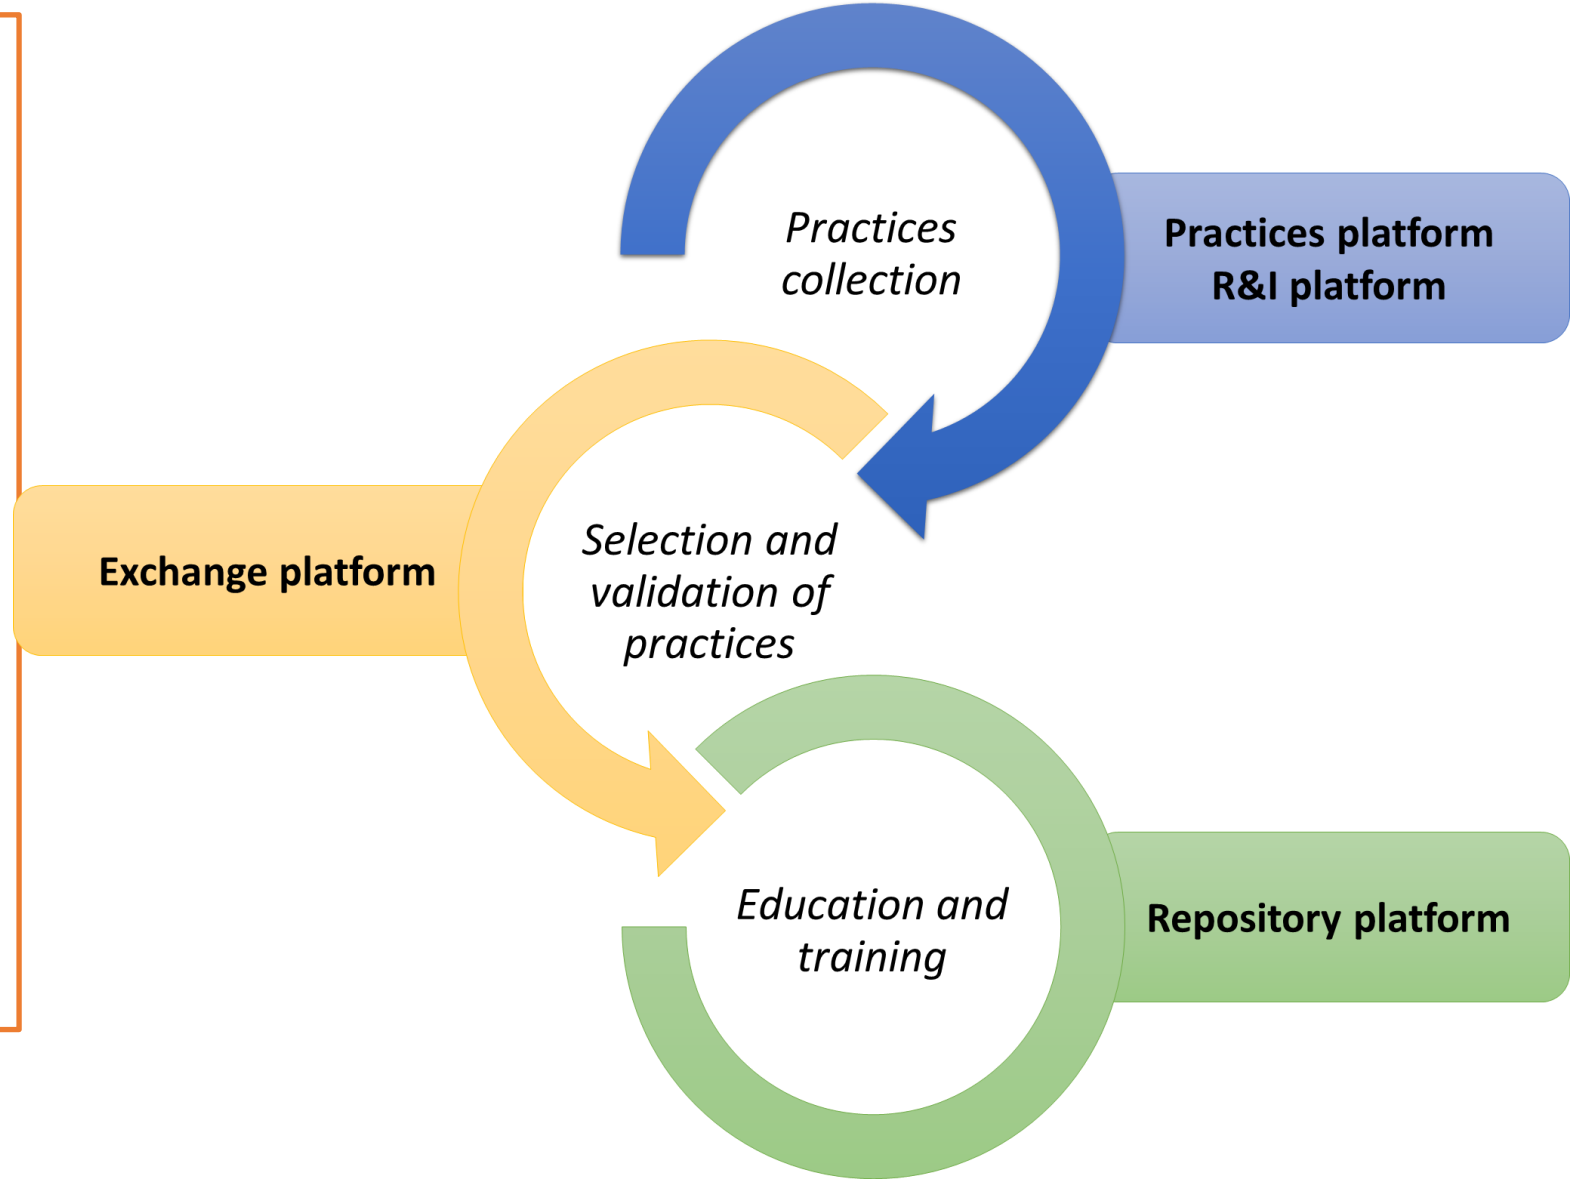 Practices
collection
Practices platform
R&I platform
Exchange platform
Selection and
validation of
practices
Education and
training
Repository platform